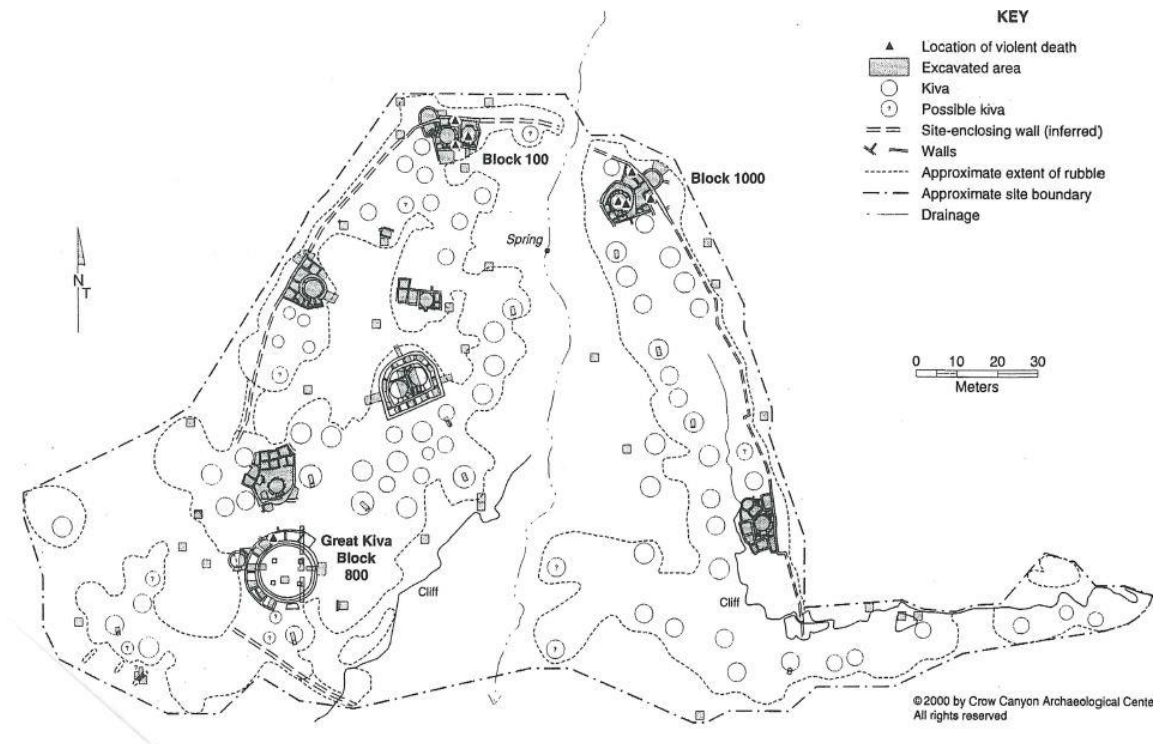 KEY
Location of violent death
Excavated area
Kiva
? Possible kiva
Site-enclosing wall (inferred)
Walls
Approximate extent of rubble
Approximate site boundary
Drainage
Block 100
Block 1000
Spring
N
T
0 10 20 30
Meters
?
?
?
?
Great Kiva
Block
800
Cliff
Cliff
?
?
?
?
?
?
?
© 2000 by Crow Canyon Archaeological Cente
All rights reserved